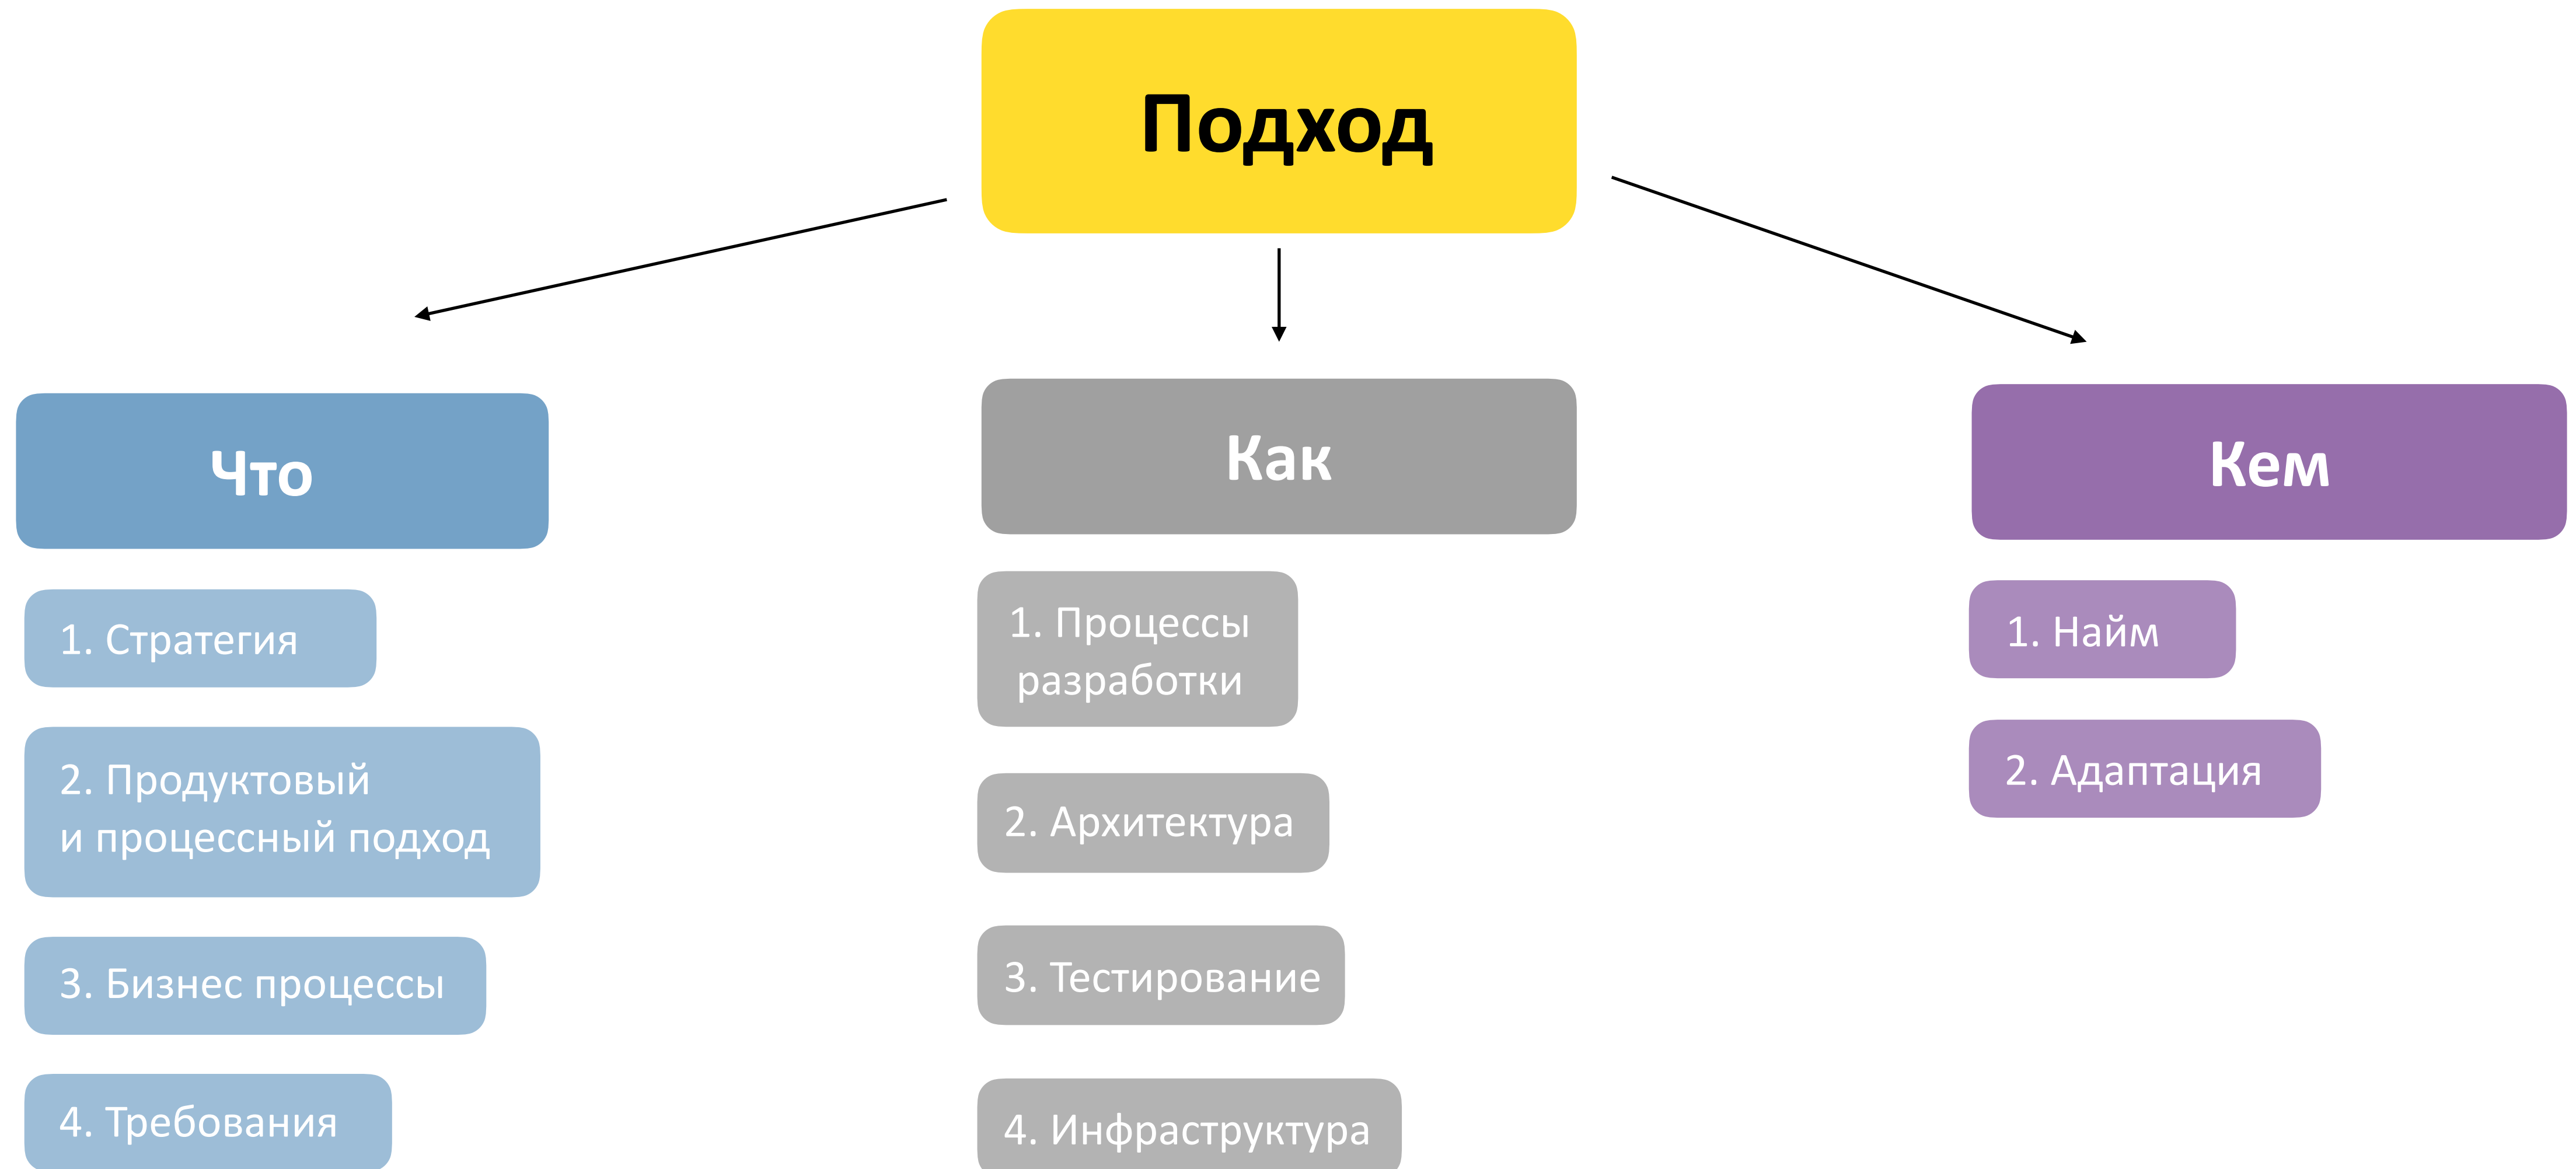 Подход
Что
1. Стратегия
2. Продуктовый
и процессный подход
3. Бизнес процессы
4. Требования
Как
1. Процессы
разработки
2. Архитектура
3. Тестирование
4. Инфраструктура
Кем
1. Найм
2. Адаптация